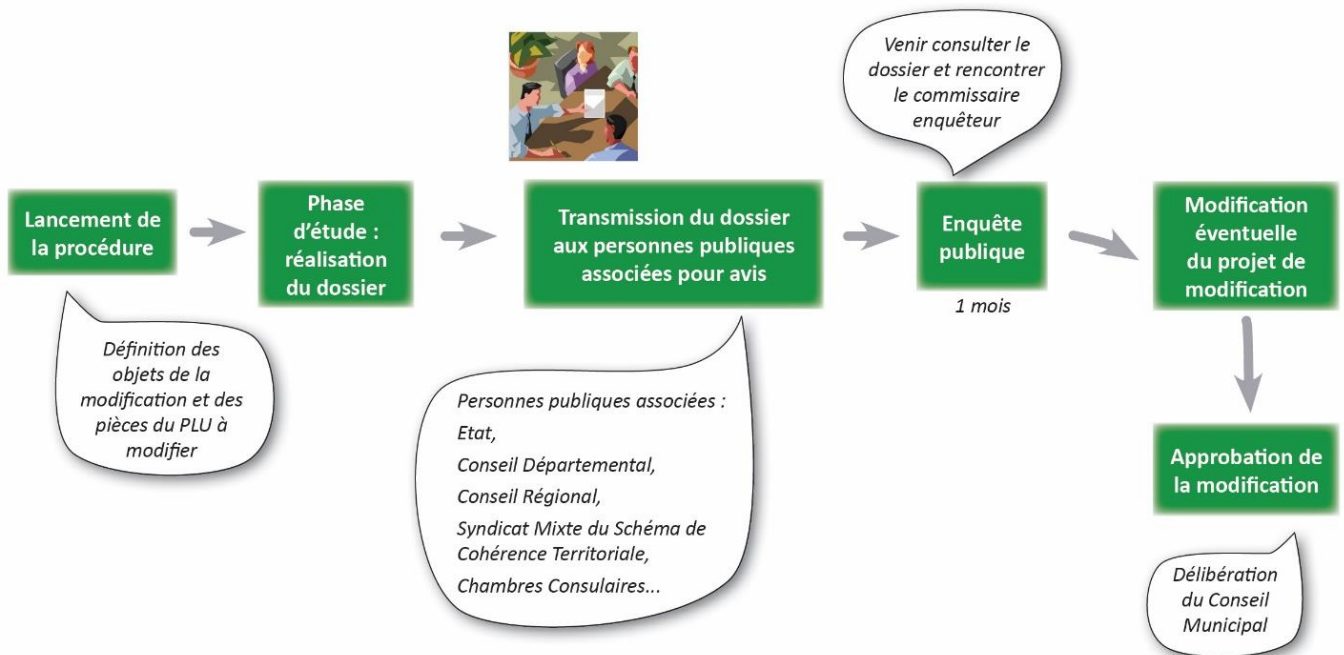 Venir consulter le
dossier et rencontrer
le commissaire
enquêteur
Lancement de
la procédure
Phase
d'étude :
réalisation
du dossier
Transmission du dossier
aux personnes publiques
associées pour avis
Enquête
publique
1 mois
Modification
éventuelle
du projet de
modification
Définition des
objets de la
modification et des
pièces du PLU à
modifier
Personnes publiques associées :
Etat,
Conseil Départemental,
Conseil Régional,
Syndicat Mixte du Schéma de
Cohérence Territoriale,
Chambres Consulaires...
Approbation de
la modification
Délibération
du Conseil
Municipal